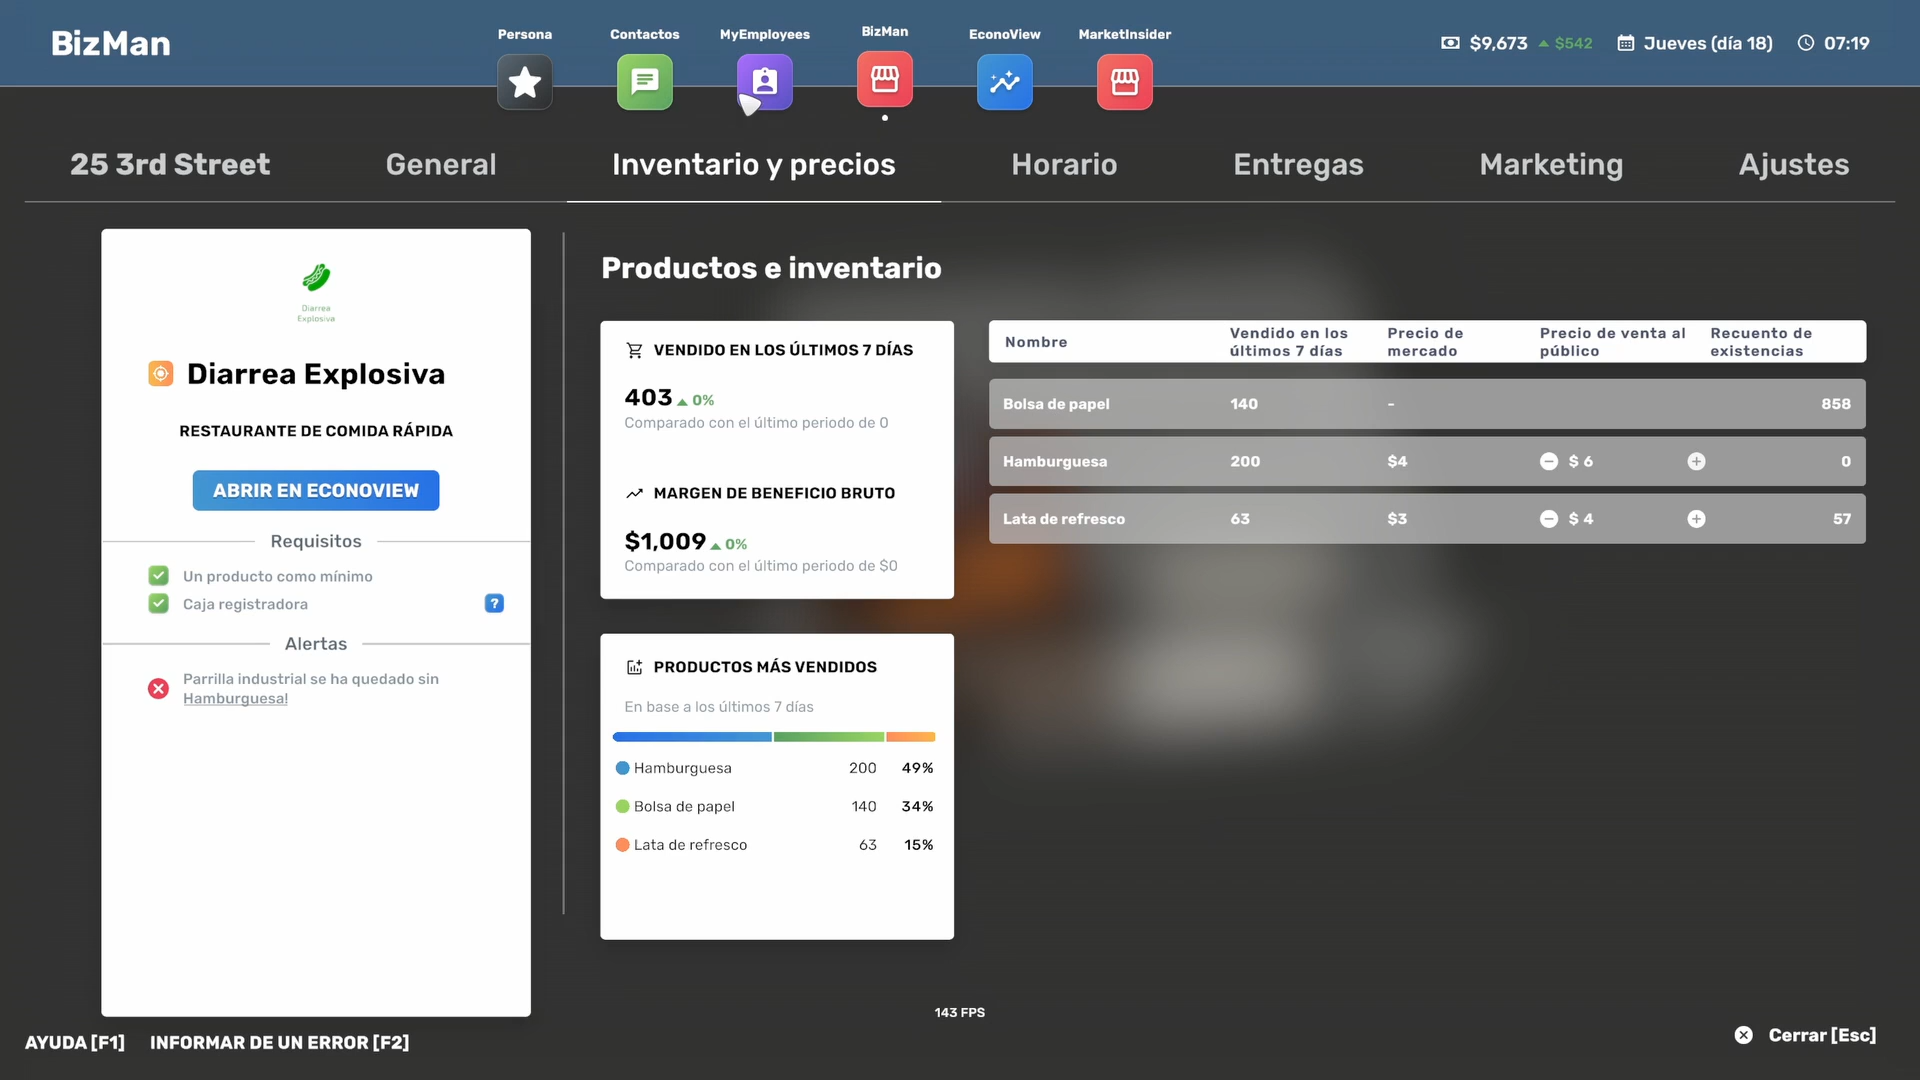 BizMan
Persona
Contactos
MyEmployees
BizMan
EconoView
MarketInsider
$9,673
$542
Jueves (día 18)
07:19
25 3rd Street
General
Inventario y precios
Horario
Entregas
Marketing
Ajustes
Diarrea
Explosiva
Diarrea Explosiva
RESTAURANTE DE COMIDA RÁPIDA
ABRIR EN ECONOVIEW
Requisitos
Un producto como mínimo
Caja registradora
?
Alertas
Parrilla industrial se ha quedado sin
Hamburguesa!
Productos e inventario
VENDIDO EN LOS ÚLTIMOS 7 DÍAS
403 0%
Comparado con el último periodo de 0
MARGEN DE BENEFICIO BRUTO
$1,009 0%
Comparado con el último periodo de $0
PRODUCTOS MÁS VENDIDOS
En base a los últimos 7 días
Hamburguesa 200 49%
Bolsa de papel 140 34%
Lata de refresco 63 15%
Nombre
Vendido en los
últimos 7 días
Precio de
mercado
Precio de venta al
público
Recuento de
existencias
Bolsa de papel 140 - 858
Hamburguesa 200 $4 $ 6 0
Lata de refresco 63 $3 $ 4 57
143 FPS
AYUDA [F1]
INFORMAR DE UN ERROR [F2]
Cerrar [Esc]